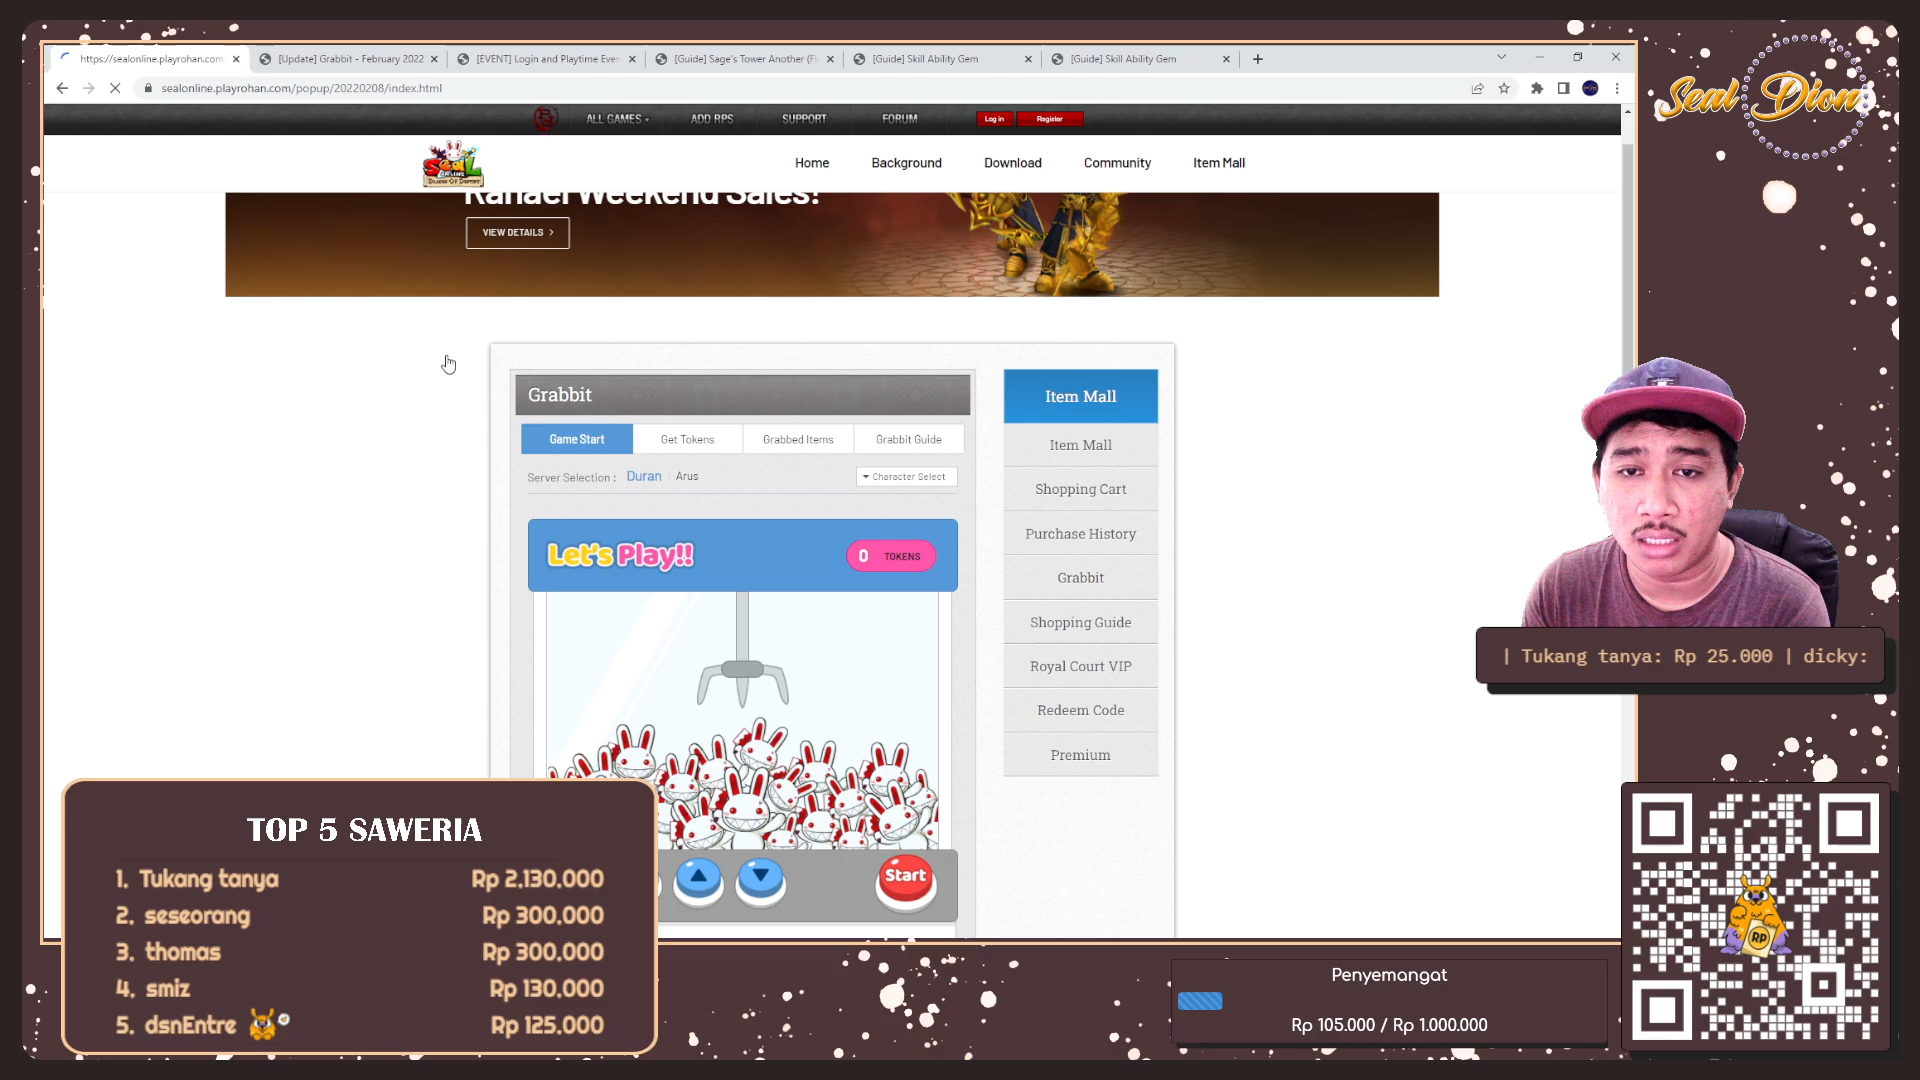 https://sealonline.playrohan.com
[Update] Grabbit - February 2022
[EVENT] Login and Playtime Even
[Guide] Sage's Tower Another (Fl
[Guide] Skill Ability Gem
[Guide] Skill Ability Gem
sealonline.playrohan.com/popup/20220208/index.html
ALL GAMES
ADD RPS
SUPPORT
FORUM
Log in
Register
Seal Dion
Home
Background
Download
Community
Item Mall
Ranael Weekend Sales!
VIEW DETAILS >
Grabbit
Item Mall
Game Start
Get Tokens
Grabbed Items
Grabbit Guide
Item Mall
Server Selection :
Duran
Arus
Character Select
Shopping Cart
Purchase History
Let's Play!!
0 TOKENS
Grabbit
Shopping Guide
Royal Court VIP
Redeem Code
Premium
| Tukang tanya: Rp 25.000 | dicky:
TOP 5 SAWERIA
1. Tukang tanya Rp 2.130.000
2. seseorang Rp 300.000
3. thomas Rp 300.000
4. smiz Rp 130.000
5. dsnEntre Rp 125.000
Start
Penyemangat
Rp 105.000 / Rp 1.000.000
RP